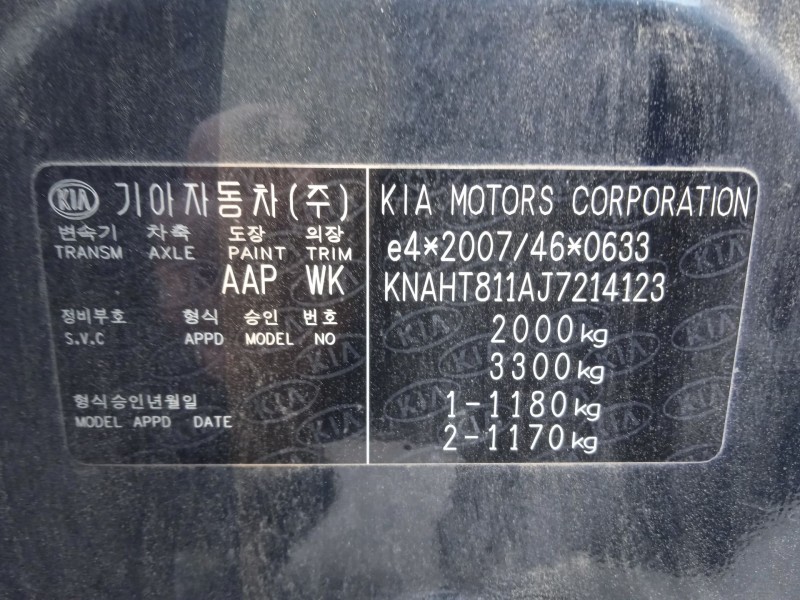 KIA 기아자동차(주)
변속기 차축 도장 의장
TRANSM AXLE PAINT TRIM
AAP WK
정비부호 형식 승인 번호
S.V.C APPD MODEL NO
형식승인년월일
MODEL APPD DATE
KIA MOTORS CORPORATION
e4*2007/46*0633
KNAHT811AJ7214123
2000kg
3300kg
1-1180kg
2-1170kg